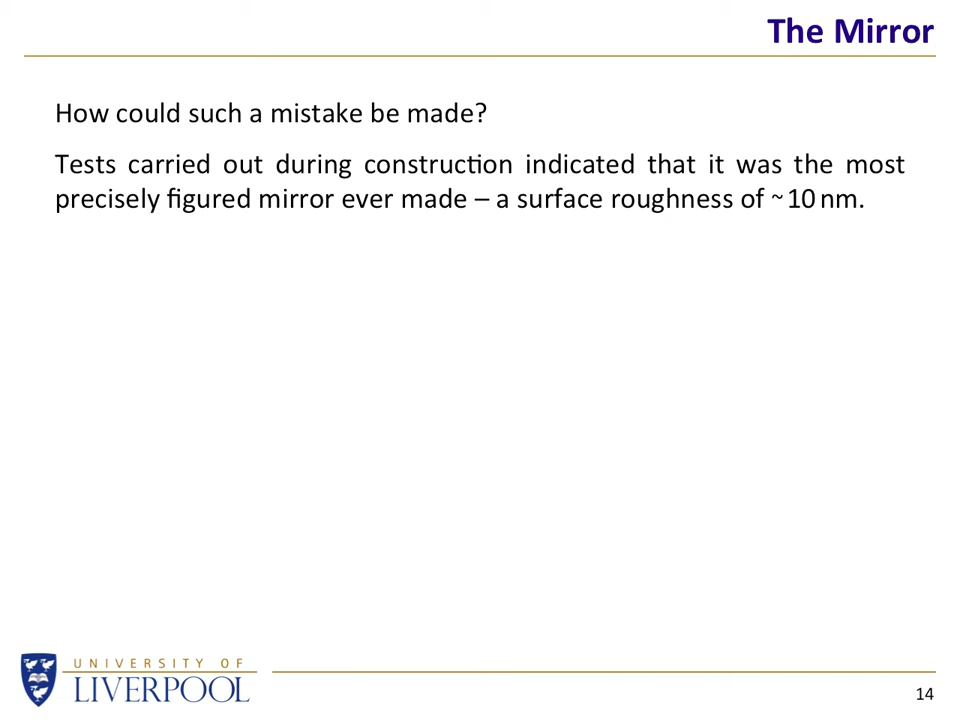 The Mirror
How could such a mistake be made?
Tests carried out during construction indicated that it was the most
precisely figured mirror ever made – a surface roughness of ~10 nm.
UNIVERSITY OF
LIVERPOOL
14